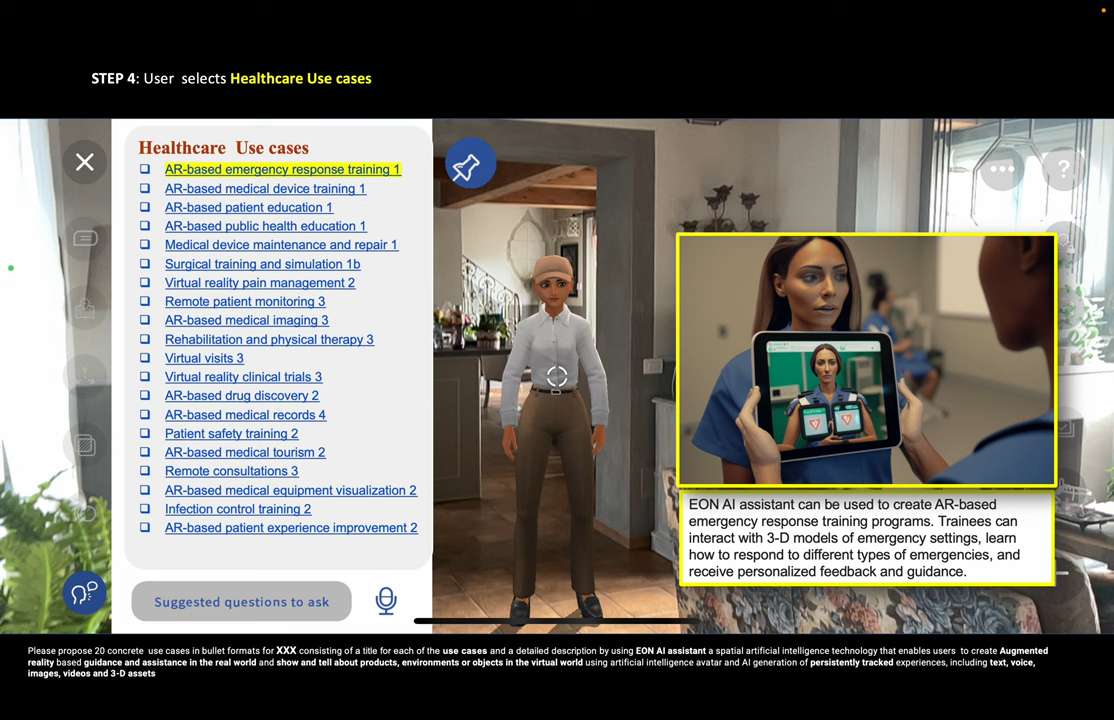 STEP 4: User selects Healthcare Use cases
Healthcare Use cases
AR-based emergency response training 1
AR-based medical device training 1
AR-based patient education 1
AR-based public health education 1
Medical device maintenance and repair 1
Surgical training and simulation 1b
Virtual reality pain management 2
Remote patient monitoring 3
AR-based medical imaging 3
Rehabilitation and physical therapy 3
Virtual visits 3
Virtual reality clinical trials 3
AR-based drug discovery 2
AR-based medical records 4
Patient safety training 2
AR-based medical tourism 2
Remote consultations 3
AR-based medical equipment visualization 2
Infection control training 2
AR-based patient experience improvement 2
Suggested questions to ask
?
EON AI assistant can be used to create AR-based
emergency response training programs. Trainees can
interact with 3-D models of emergency settings, learn
how to respond to different types of emergencies, and
receive personalized feedback and guidance.
Please propose 20 concrete use cases in bullet formats for XXX consisting of a title for each of the use cases and a detailed description by using EON AI assistant a spatial artificial intelligence technology that enables users to create Augmented
reality based guidance and assistance in the real world and show and tell about products, environments or objects in the virtual world using artificial intelligence avatar and AI generation of persistently tracked experiences, including text, voice,
images, videos and 3-D assets